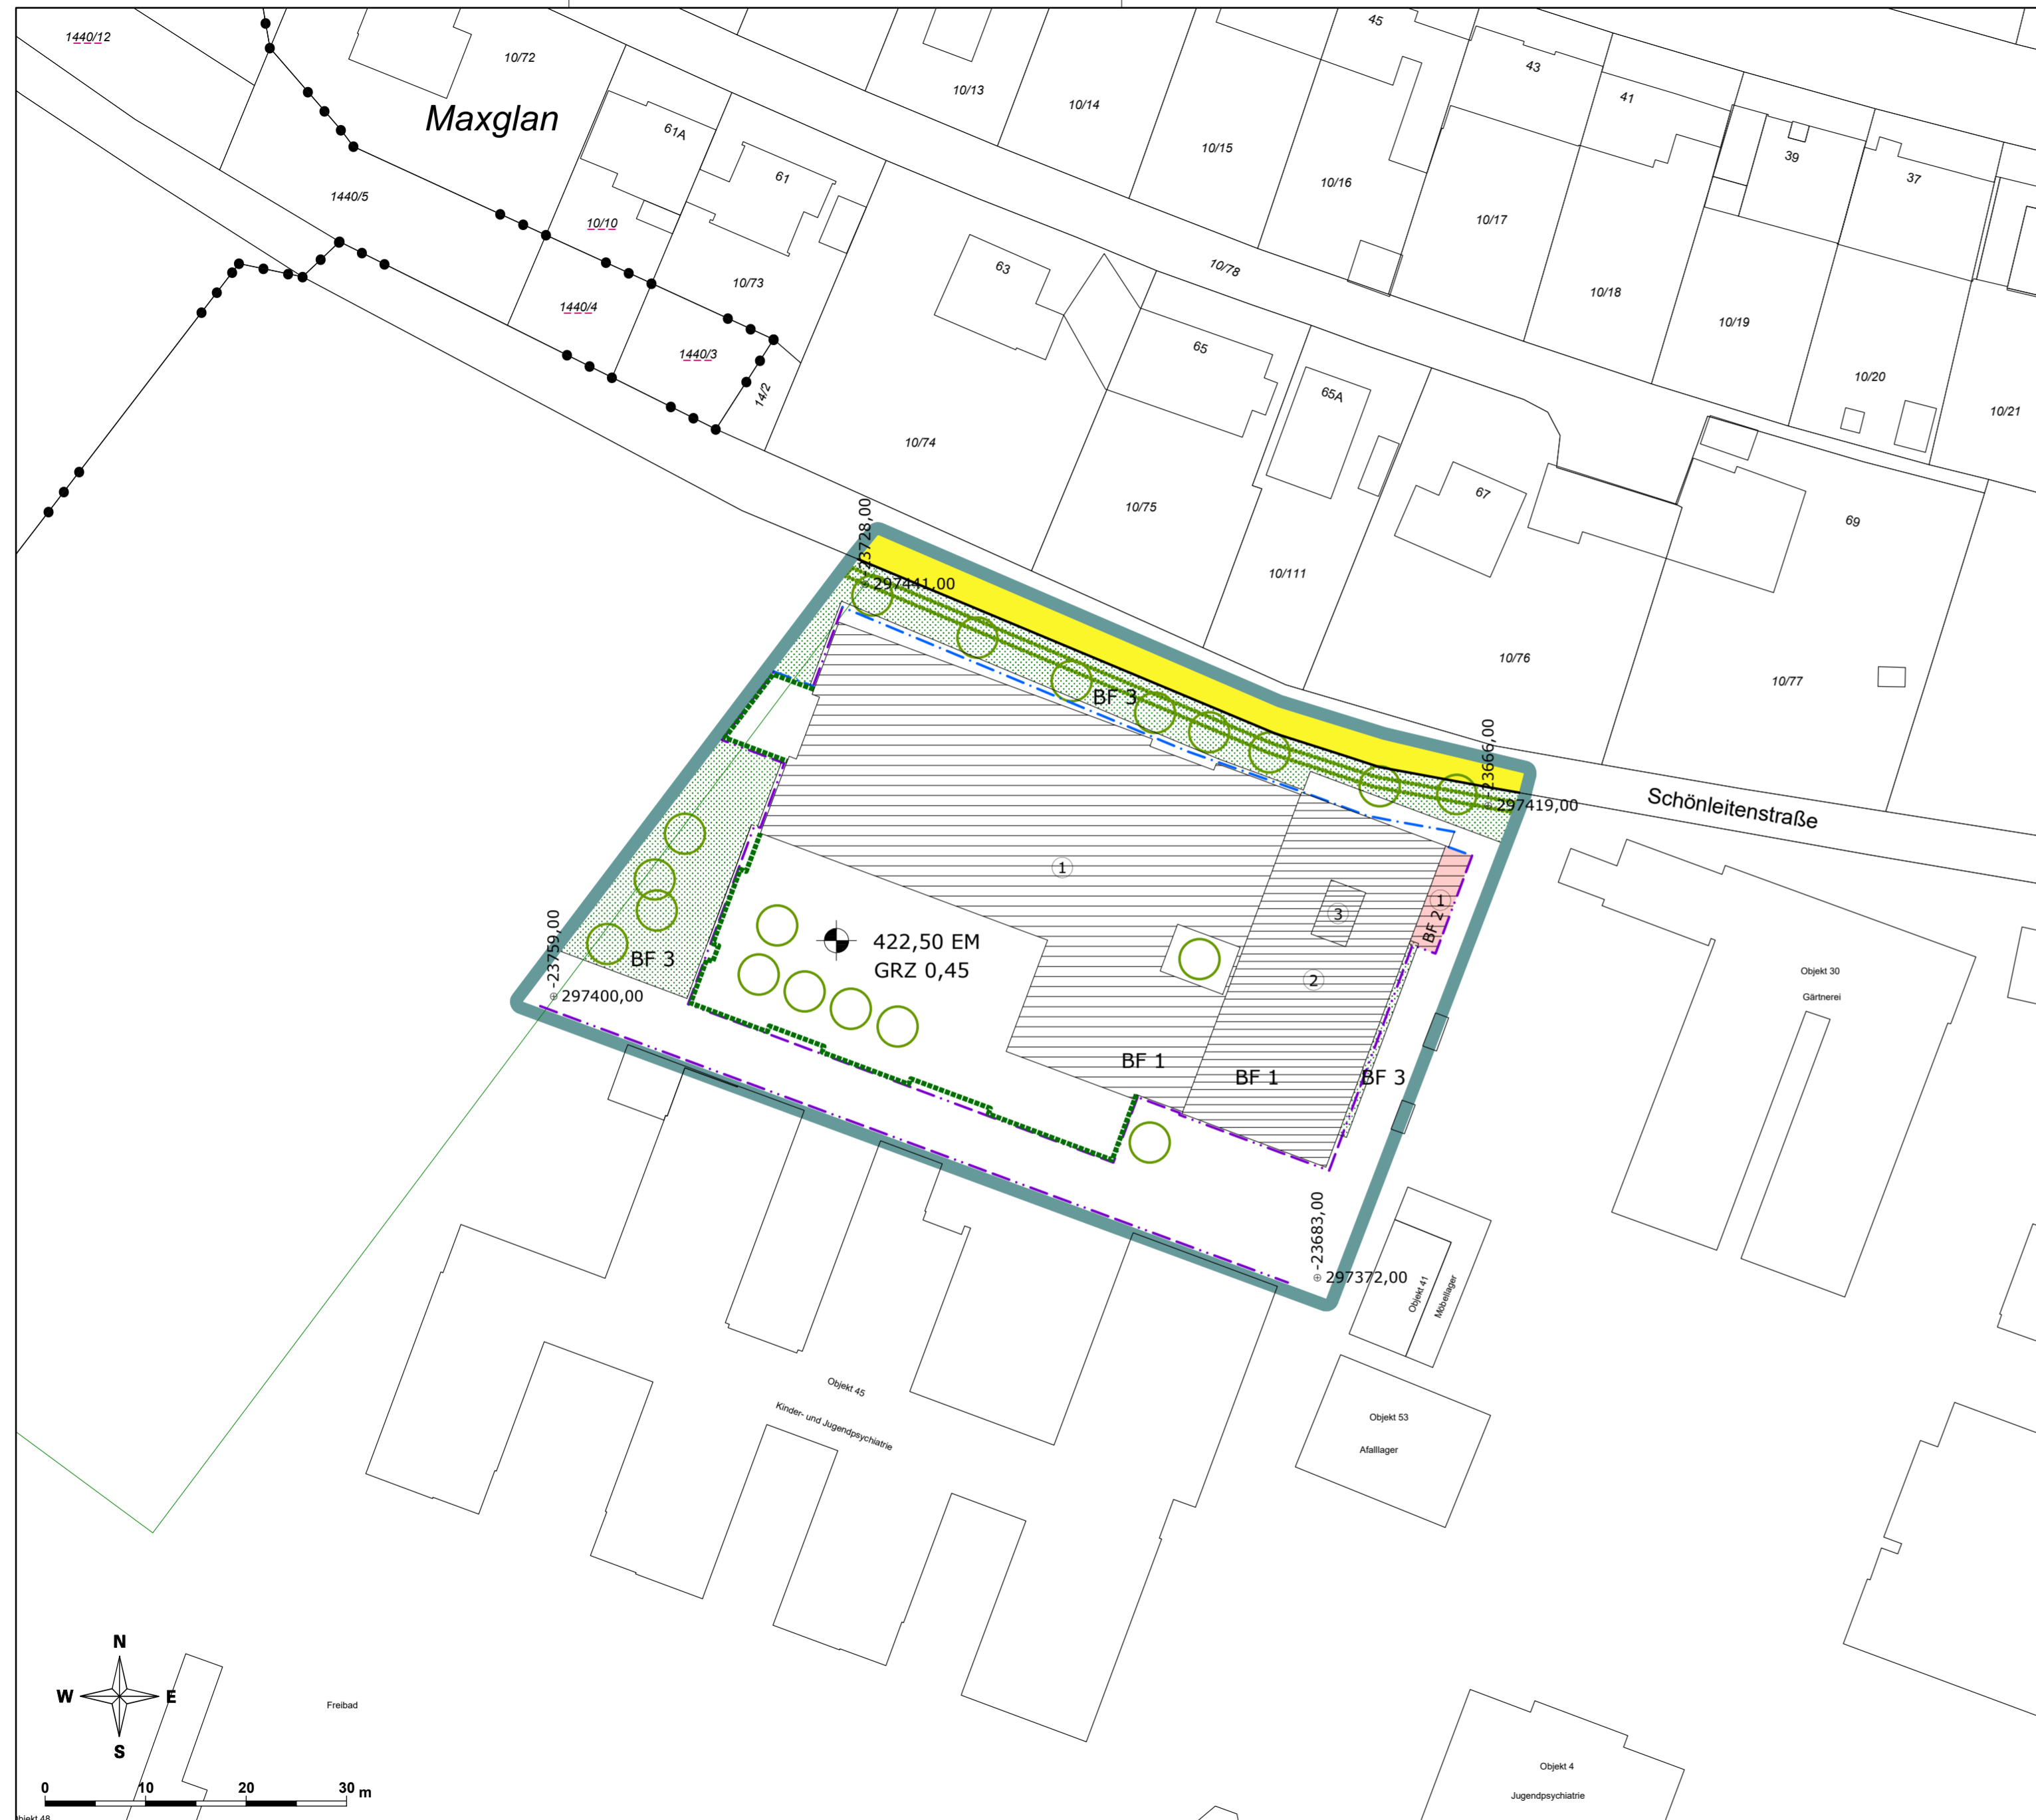 1440/12
10/72
Maxglan
61A
61
10/13
10/14
45
43
41
39
37
10/15
10/16
10/17
10/18
10/19
10/20
10/21
1440/5
10/10
10/73
1440/4
1440/3
14/2
63
10/78
65
65A
67
69
10/74
10/75
10/111
10/76
10/77
-23728,00
297441,00
BF 3
-23666,00
297419,00
Schönleitenstraße
1
1
BF 2
3
2
422,50 EM
GRZ 0,45
BF 3
-23759,00
297400,00
BF 1
BF 1
BF 3
Objekt 30
Gärtnerei
-23683,00
297372,00
Objekt 41
Möbellager
Objekt 45
Kinder- und Jugendpsychiatrie
Objekt 53
Afalllager
N
W
E
S
Freibad
0
10
20
30 m
Objekt 4
Jugendpsychiatrie
bjekt 48